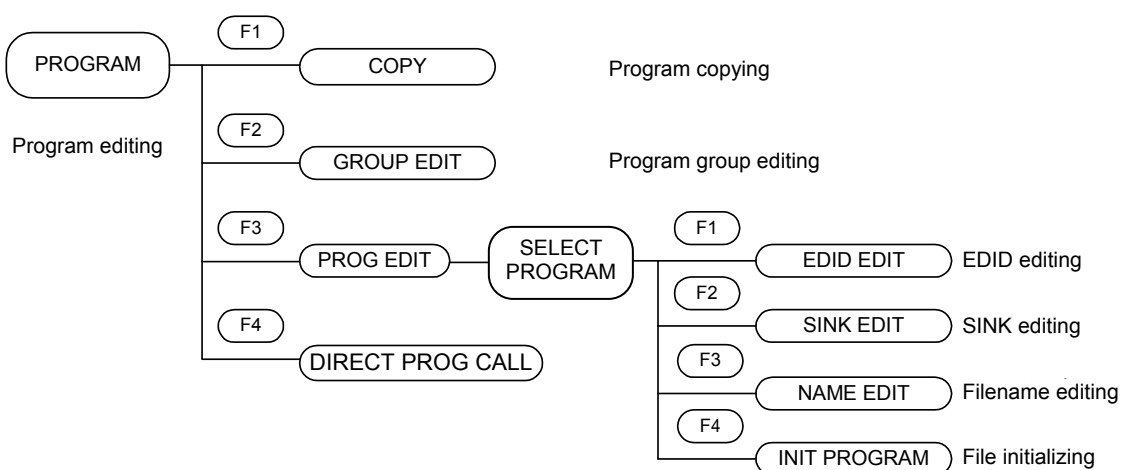 F1
PROGRAM
COPY
Program copying
F2
Program editing
GROUP EDIT
Program group editing
F3
PROG EDIT
SELECT
PROGRAM
F1
EDID EDIT
EDID editing
F2
SINK EDIT
SINK editing
F4
DIRECT PROG CALL
F3
NAME EDIT
Filename editing
F4
INIT PROGRAM
File initializing